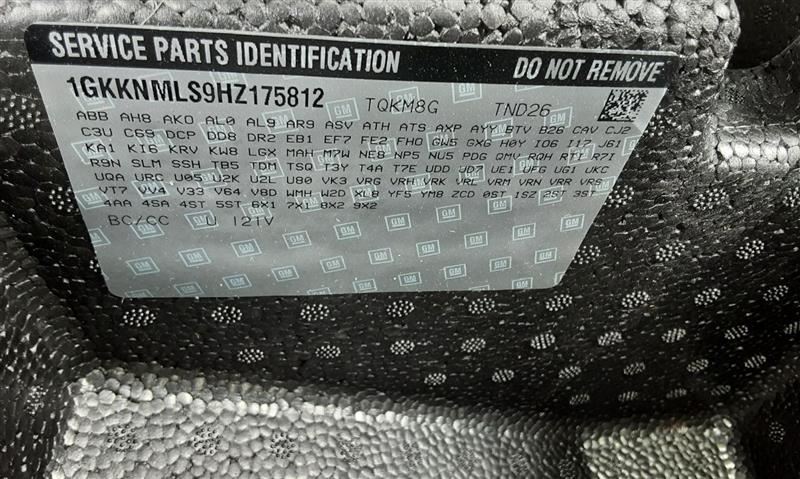 SERVICE PARTS IDENTIFICATION DO NOT REMOVE
1GKKNMLS9HZ175812 TQKM8G TND26
ABB AH8 AKO AL0 AL9 AR9 ASV ATH ATS AXP AYY BTV B26 CAV CJ2
C3U C69 DCP DD8 DR2 EB1 EF7 FE2 FHO GW5 GXG H0Y IO6 I17 J61
KA1 KI6 KRV KW8 LGX MAH M7W NE8 NP5 NU5 PDG QMV RQH RTI R7I
R9N SLM SSH TB5 TDM TSQ T3Y T4A T7E UDD UD7 UE1 UFG UGI UKC
UQA URC U05 U2K U2L U80 VK3 VRG VRH VRK VRL VRM VRN VRR VRS
VT7 VV4 V33 V64 V8D WMH W2D XL8 YF5 YM8 ZCD 0ST 1SZ 2ST 3ST
4AA 4SA 4ST 5ST 6X1 7X1 8X2 9X2
BC/CC U 121V